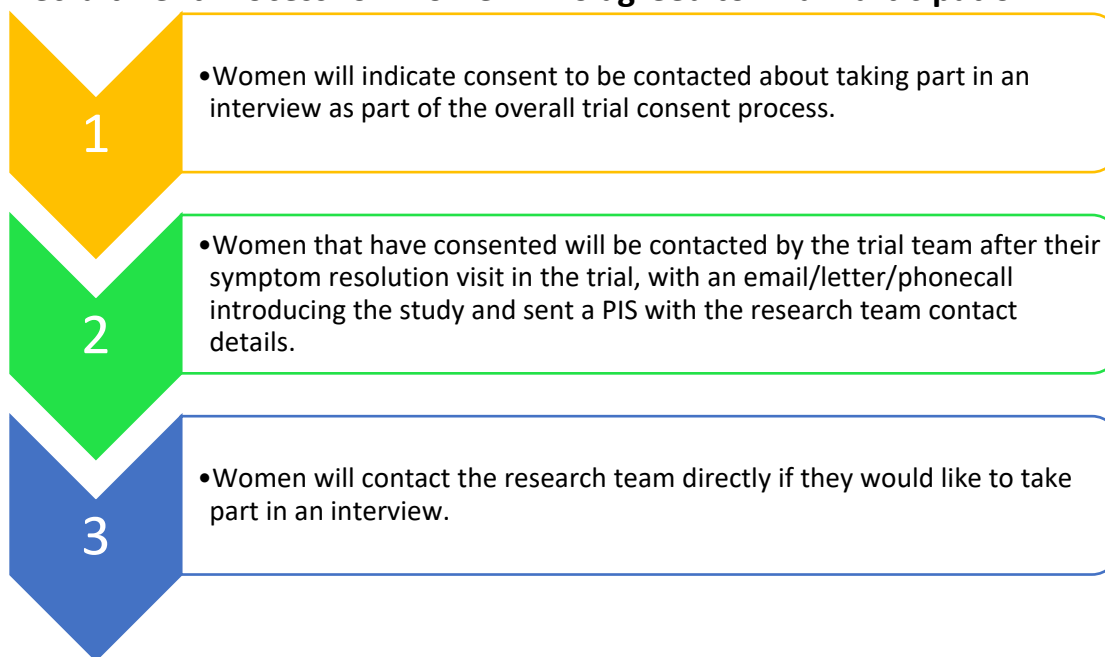 1
•Women will indicate consent to be contacted about taking part in an
interview as part of the overall trial consent process.
2
•Women that have consented will be contacted by the trial team after their
symptom resolution visit in the trial, with an email/letter/phonecall
introducing the study and sent a PIS with the research team contact
details.
3
•Women will contact the research team directly if they would like to take
part in an interview.